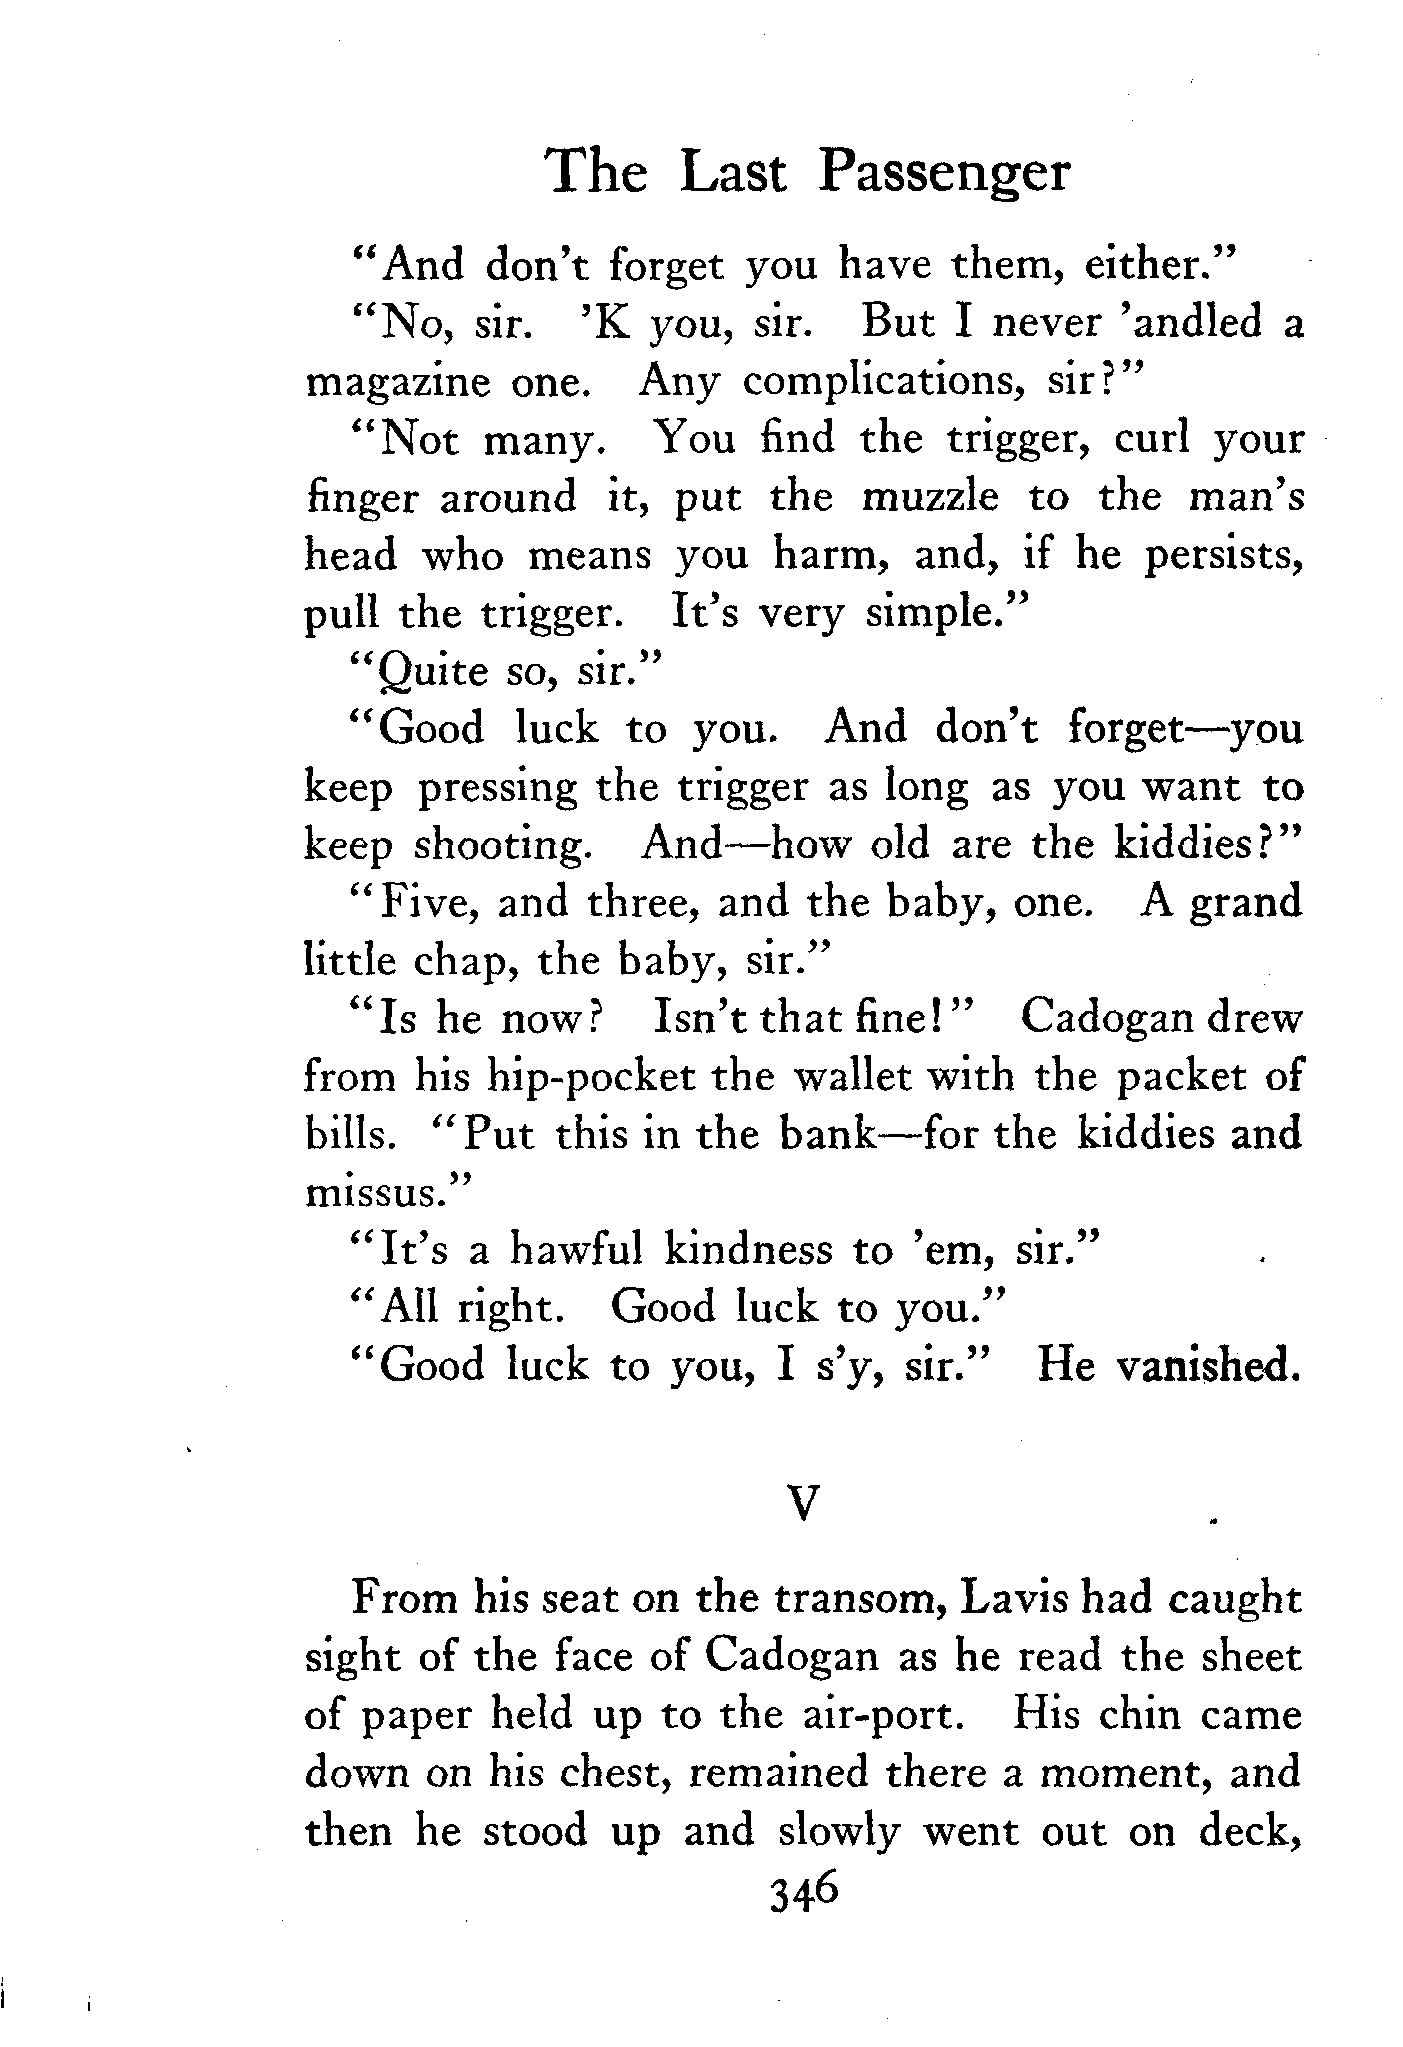 The Last Passenger
“And don’t forget you have them, either.”
“No, sir. ’K you, sir. But I never ’andled a
magazine one. Any complications, sir?”
“Not many. You find the trigger, curl your
finger around it, put the muzzle to the man’s
head who means you harm, and, if he persists,
pull the trigger. It’s very simple.”
“Quite so, sir.”
“Good luck to you. And don’t forget—you
keep pressing the trigger as long as you want to
keep shooting. And—how old are the kiddies?”
“Five, and three, and the baby, one. A grand
little chap, the baby, sir.”
“Is he now? Isn’t that fine!” Cadogan drew
from his hip-pocket the wallet with the packet of
bills. “Put this in the bank—for the kiddies and
missus.”
“It’s a hawful kindness to ’em, sir.”
“All right. Good luck to you.”
“Good luck to you, I s’y, sir.” He vanished.
V
From his seat on the transom, Lavis had caught
sight of the face of Cadogan as he read the sheet
of paper held up to the air-port. His chin came
down on his chest, remained there a moment, and
then he stood up and slowly went out on deck,
346